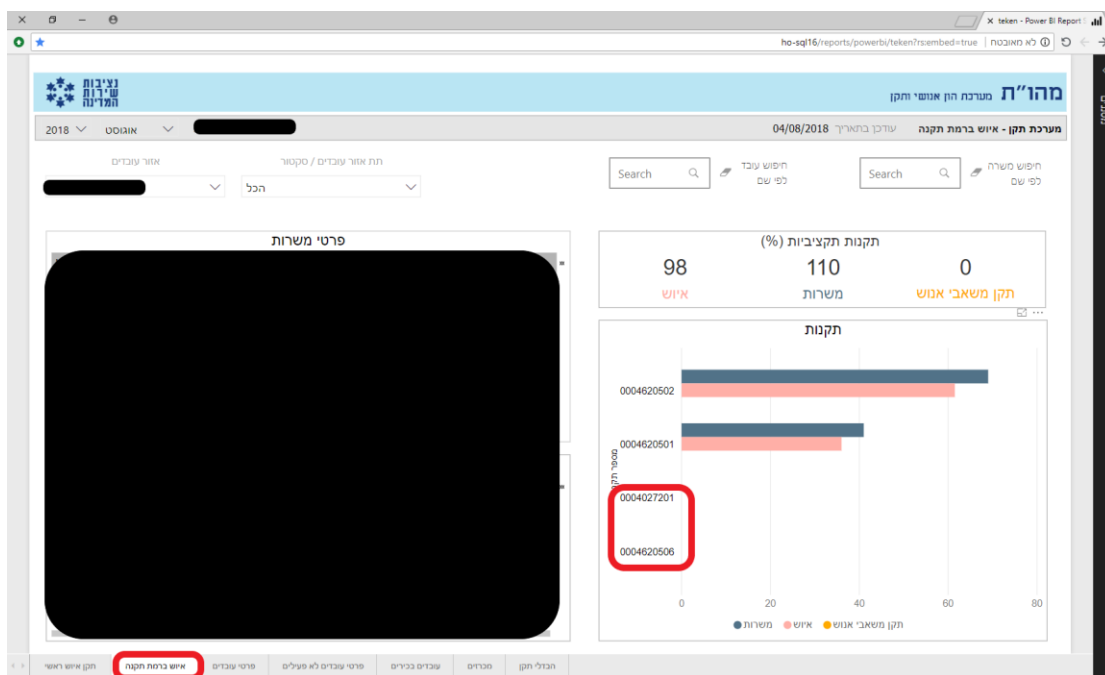 teken - Power BI Report
ho-sql16/reports/powerbi/teken?rs:embed=true
לא מאובטח
נציבות
שירות
המדינה
מהו״ת מערכת הון אנושי ותקן
מערכת תקן - איוש ברמת תקנה
עודכן בתאריך 04/08/2018
אוגוסט
2018
חיפוש משרה
לפי שם
Search
חיפוש עובד
לפי שם
Search
תת אזור עובדים / סקטור
הכל
אזור עובדים
תקנות תקציביות (%)
0
תקן משאבי אנוש
110
משרות
98
איוש
פרטי משרות
תקנות
0004620502
0004620501
0004027201
0004620506
0 20 40 60 80
תקן משאבי אנוש איוש משרות
תקן איוש ראשי
איוש ברמת תקנה
פרטי עובדים
פרטי עובדים לא פעילים
עובדים בכירים
מכרזים
הבדלי תקן